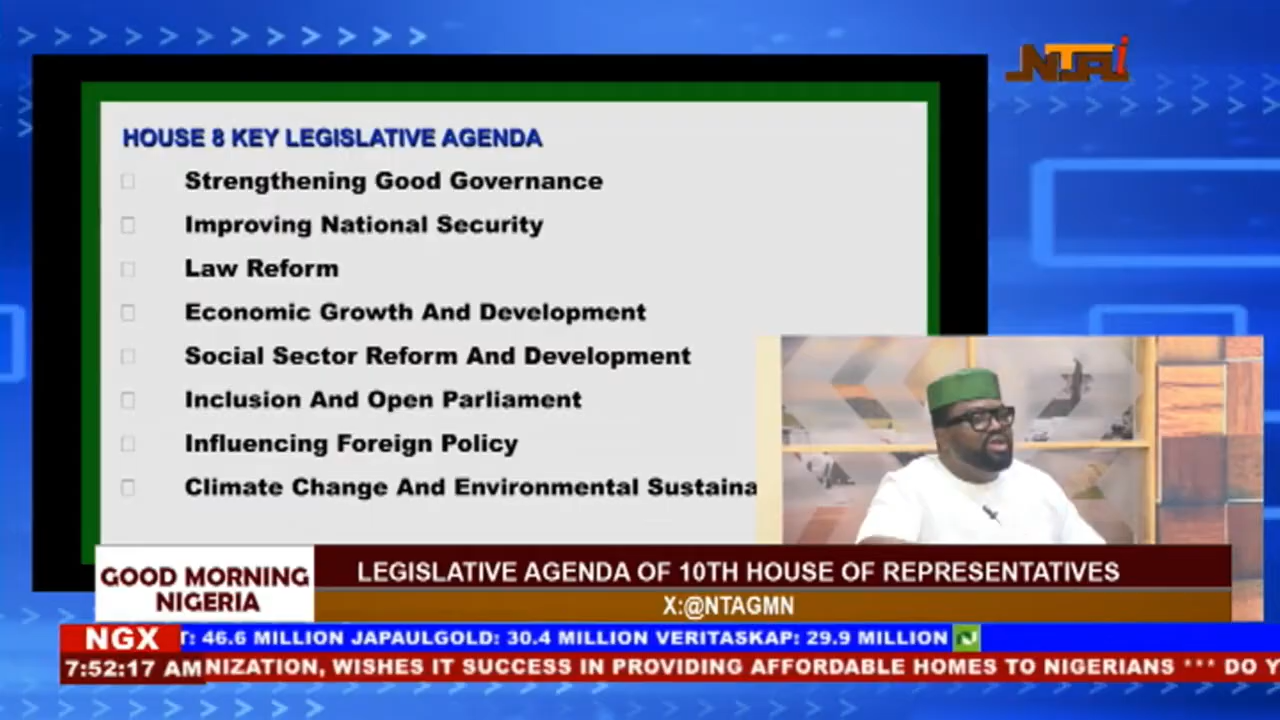 NTAi
HOUSE 8 KEY LEGISLATIVE AGENDA
Strengthening Good Governance
Improving National Security
Law Reform
Economic Growth And Development
Social Sector Reform And Development
Inclusion And Open Parliament
Influencing Foreign Policy
Climate Change And Environmental Sustaina
GOOD MORNING
NIGERIA
LEGISLATIVE AGENDA OF 10TH HOUSE OF REPRESENTATIVES
X:@NTAGMN
NGX T: 46.6 MILLION JAPAULGOLD: 30.4 MILLION VERITASKAP: 29.9 MILLION N
7:52:17 AM NIZATION, WISHES IT SUCCESS IN PROVIDING AFFORDABLE HOMES TO NIGERIANS *** DO Y